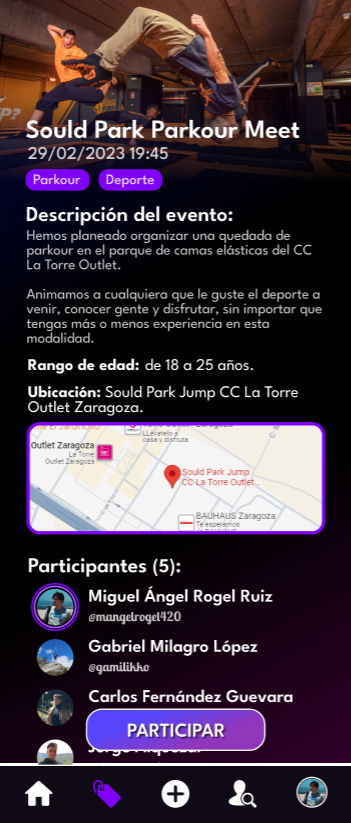 Sould Park Parkour Meet
29/02/2023 19:45
Parkour Deporte
Descripción del evento:
Hemos planeado organizar una quedada de
parkour en el parque de camas elásticas del CC
La Torre Outlet.
Animamos a cualquiera que le guste el deporte a
venir, conocer gente y disfrutar, sin importar que
tengas más o menos experiencia en esta
modalidad.
Rango de edad: de 18 a 25 años.
Ubicación: Sould Park Jump CC La Torre
Outlet Zaragoza.
LLévatelo a
casa y disfruta
Outlet Zaragoza
La Torre
Outlet Zaragoza
Sould Park Jump
CC La Torre Outlet...
BAUHAUS Zaragoza
Te esperamos
Participantes (5):
Miguel Ángel Rogel Ruiz
@mangelrogel420
Gabriel Milagro López
@gamilikko
Carlos Fernández Guevara
PARTICIPAR